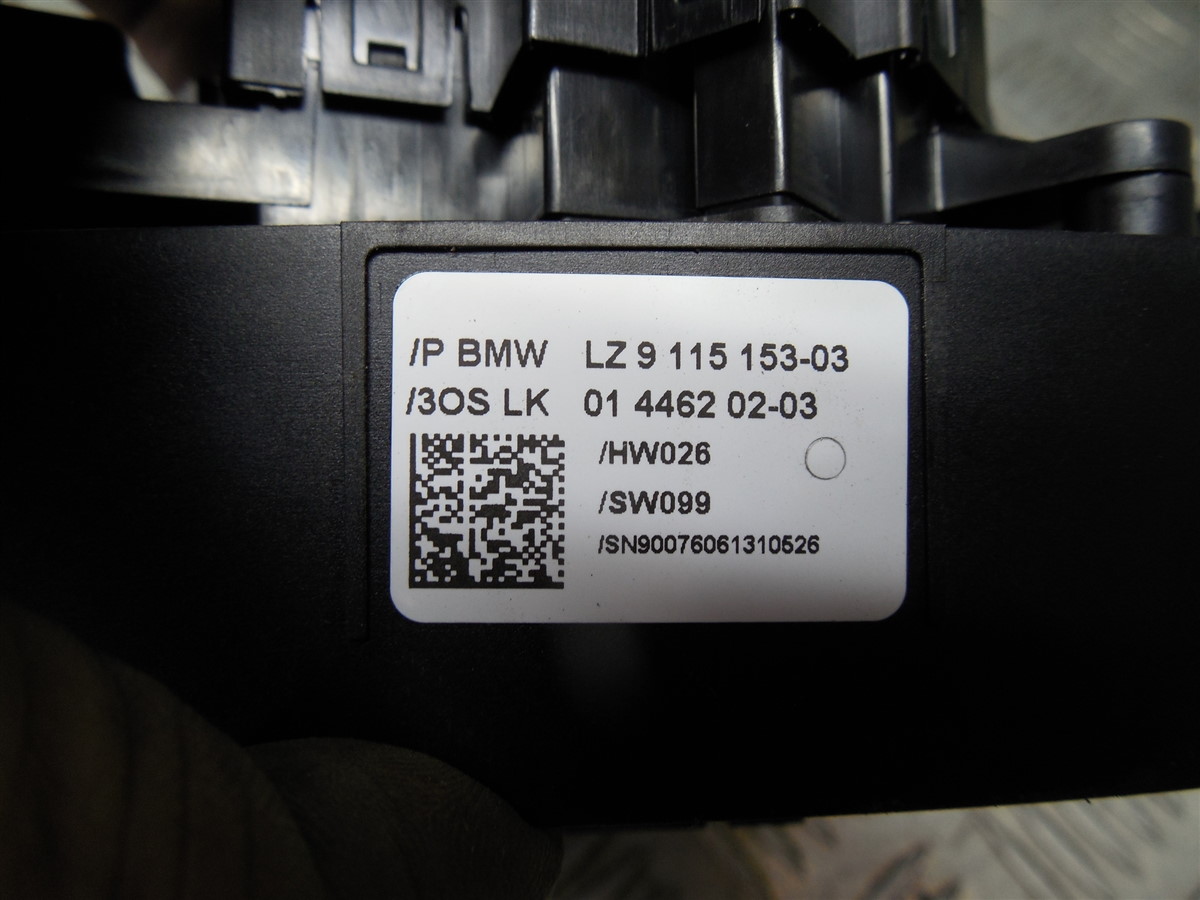 /P BMW LZ 9 115 153-03
/3OS LK 01 4462 02-03
/HW026
/SW099
/SN90076061310526